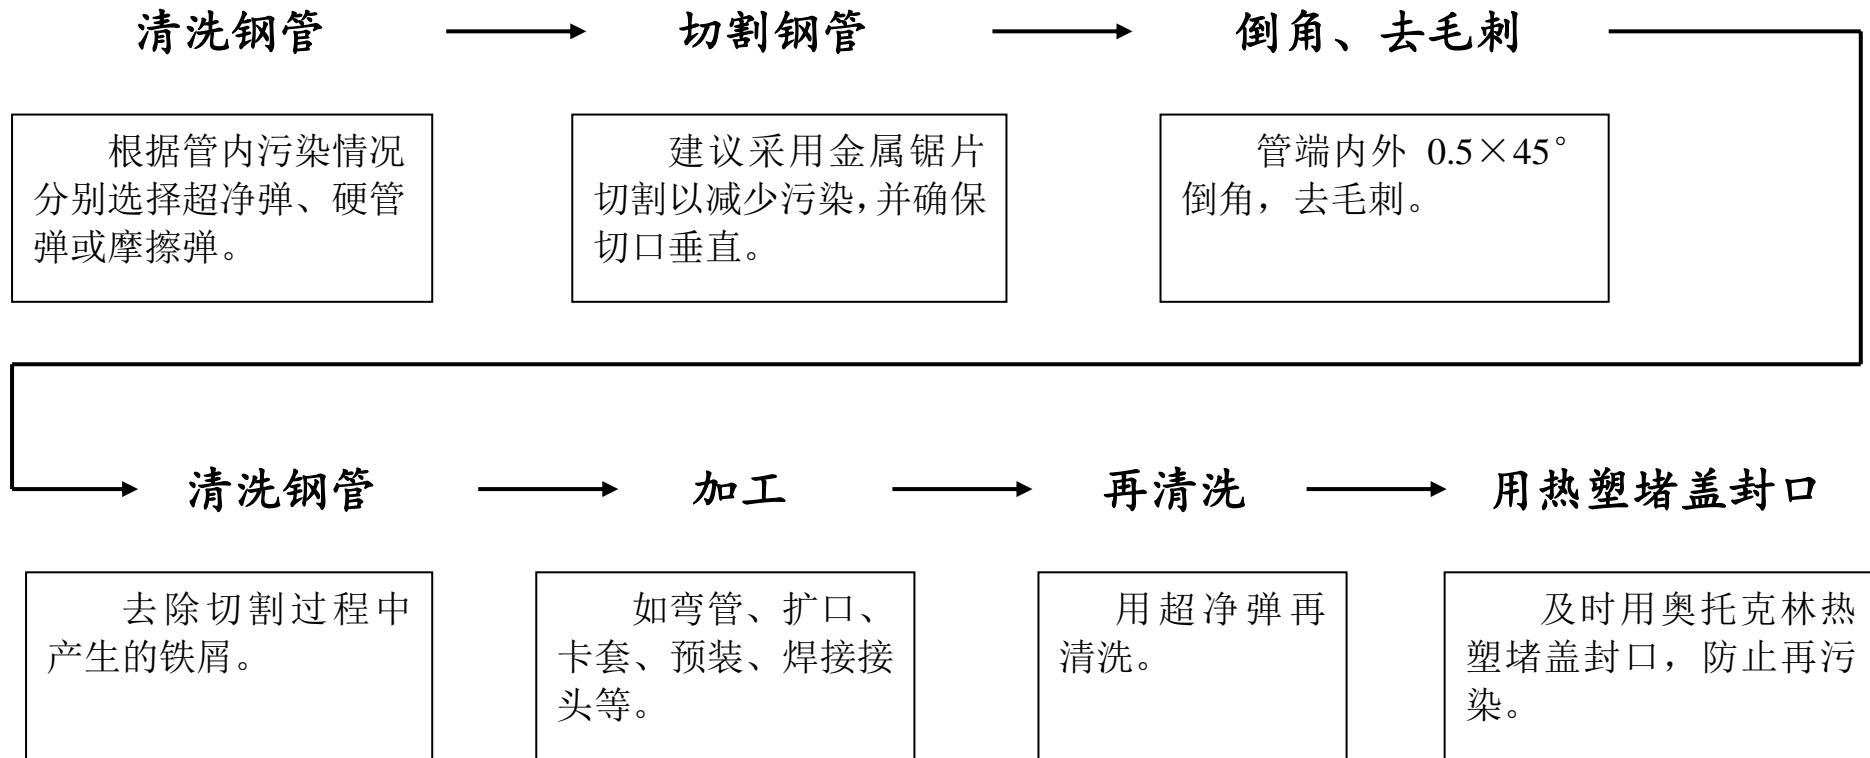 清洗钢管
切割钢管
倒角、去毛刺
根据管内污染情况
分别选择超净弹、硬管
弹或摩擦弹。
建议采用金属锯片
切割以减少污染，并确保
切口垂直。
管端内外 0.5×45°
倒角，去毛刺。
清洗钢管
加工
再清洗
用热塑堵盖封口
去除切割过程中
产生的铁屑。
如弯管、扩口、
卡套、预装、焊接接
头等。
用超净弹再
清洗。
及时用奥托克林热
塑堵盖封口，防止再污
染。